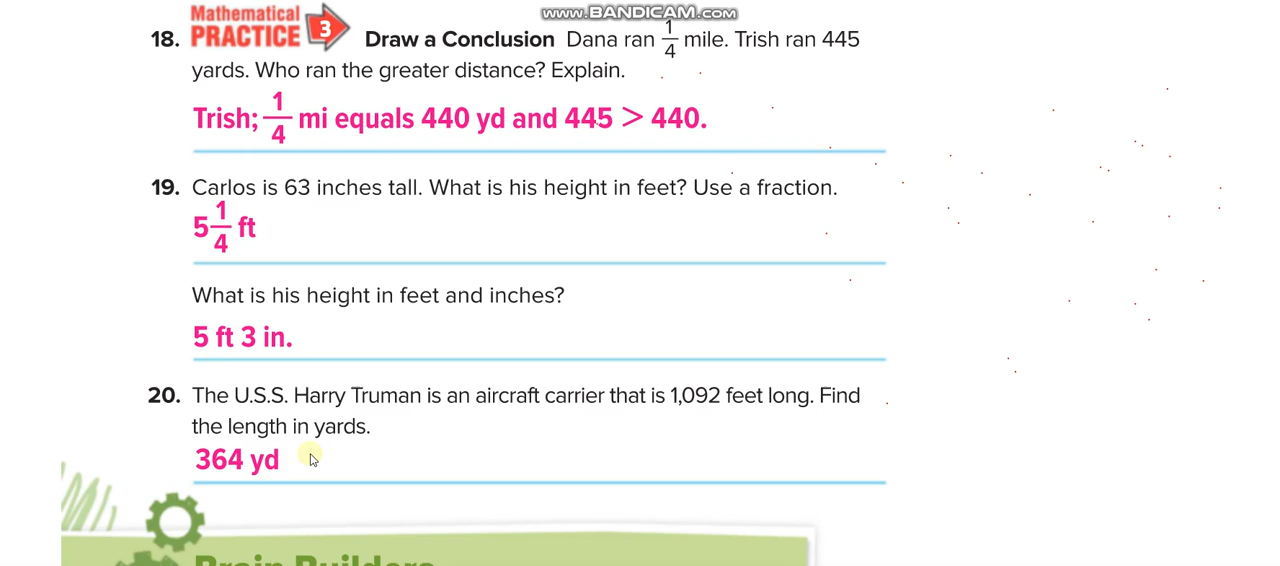 www.BANDICAM.com
Mathematical
PRACTICE 3
18. Draw a Conclusion Dana ran 1/4 mile. Trish ran 445
yards. Who ran the greater distance? Explain.
Trish; 1/4 mi equals 440 yd and 445 > 440.
19. Carlos is 63 inches tall. What is his height in feet? Use a fraction.
5 1/4 ft
What is his height in feet and inches?
5 ft 3 in.
20. The U.S.S. Harry Truman is an aircraft carrier that is 1,092 feet long. Find
the length in yards.
364 yd
Brain Builders